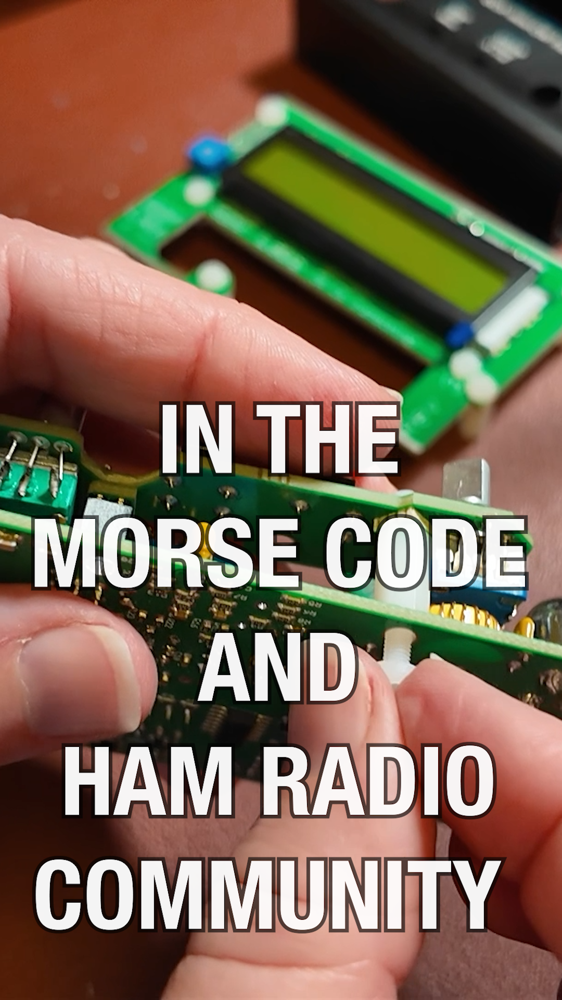 IN THE
MORSE CODE
AND
HAM RADIO
COMMUNITY